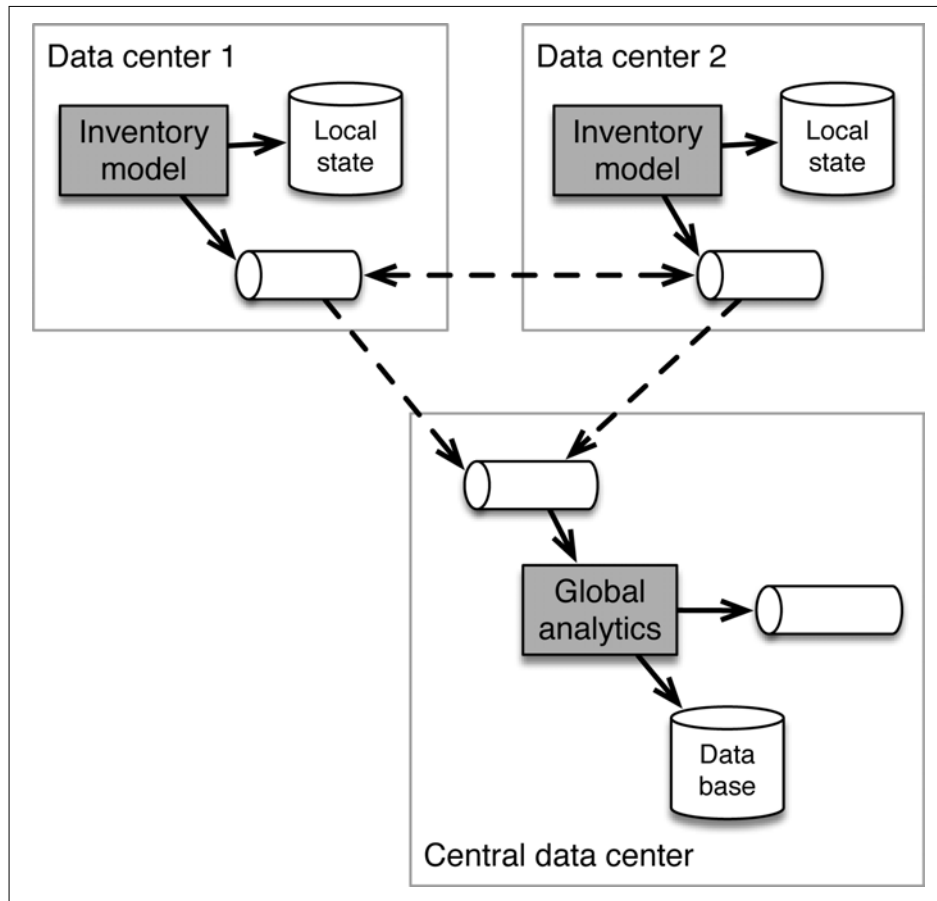 Data center 1
Inventory
model
Local
state
Data center 2
Inventory
model
Local
state
Global
analytics
Data
base
Central data center